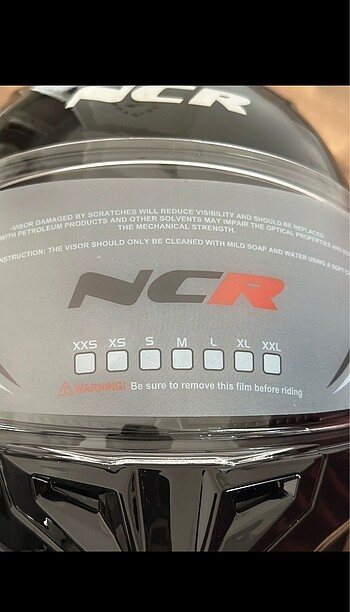 NCR
-VISOR DAMAGED BY SCRATCHES WILL REDUCE VISIBILITY AND SHOULD BE REPLACED
WITH PETROLEUM PRODUCTS AND OTHER SOLVENTS MAY IMPAIR THE OPTICAL PROPERTIES AND
THE MECHANICAL STRENGTH.
INSTRUCTION: THE VISOR SHOULD ONLY BE CLEANED WITH MILD SOAP AND WATER USING A SOFT
NCR
XXS XS S M L XL XXL
WARNING! Be sure to remove this film before riding